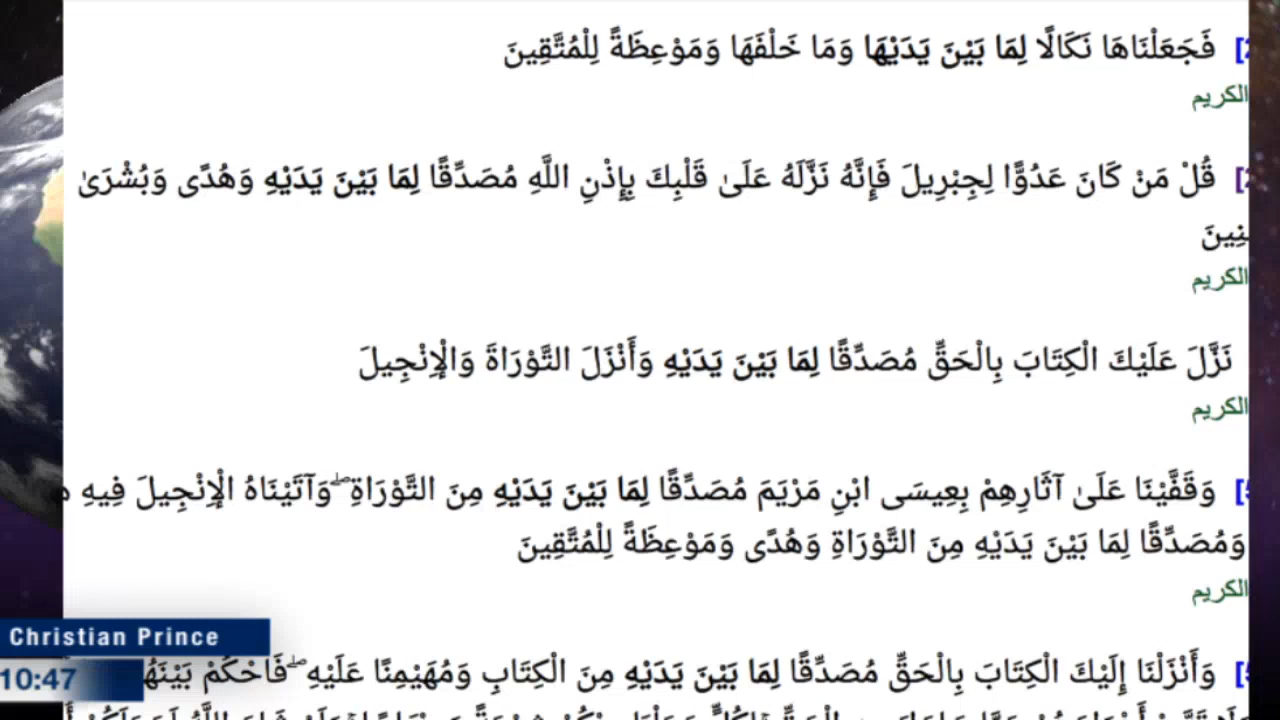 فَجَعَلْنَاهَا نَكَالًا لِمَا بَيْنَ يَدَيْهَا وَمَا خَلْفَهَا وَمَوْعِظَةً لِلْمُتَّقِينَ
الكريم
قُلْ مَنْ كَانَ عَدُوًّا لِجِبْرِيلَ فَإِنَّهُ نَزَّلَهُ عَلَىٰ قَلْبِكَ بِإِذْنِ اللَّهِ مُصَدِّقًا لِمَا بَيْنَ يَدَيْهِ وَهُدًى وَبُشْرَىٰ
الكريم
نَزَّلَ عَلَيْكَ الْكِتَابَ بِالْحَقِّ مُصَدِّقًا لِمَا بَيْنَ يَدَيْهِ وَأَنْزَلَ التَّوْرَاةَ وَالْإِنْجِيلَ
الكريم
وَقَفَّيْنَا عَلَىٰ آثَارِهِمْ بِعِيسَى ابْنِ مَرْيَمَ مُصَدِّقًا لِمَا بَيْنَ يَدَيْهِ مِنَ التَّوْرَاةِ ۖ وَآتَيْنَاهُ الْإِنْجِيلَ فِيهِ
وَمُصَدِّقًا لِمَا بَيْنَ يَدَيْهِ مِنَ التَّوْرَاةِ وَهُدًى وَمَوْعِظَةً لِلْمُتَّقِينَ
الكريم
Christian Prince
وَأَنْزَلْنَا إِلَيْكَ الْكِتَابَ بِالْحَقِّ مُصَدِّقًا لِمَا بَيْنَ يَدَيْهِ مِنَ الْكِتَابِ وَمُهَيْمِنًا عَلَيْهِ ۖ فَاحْكُمْ
10:47